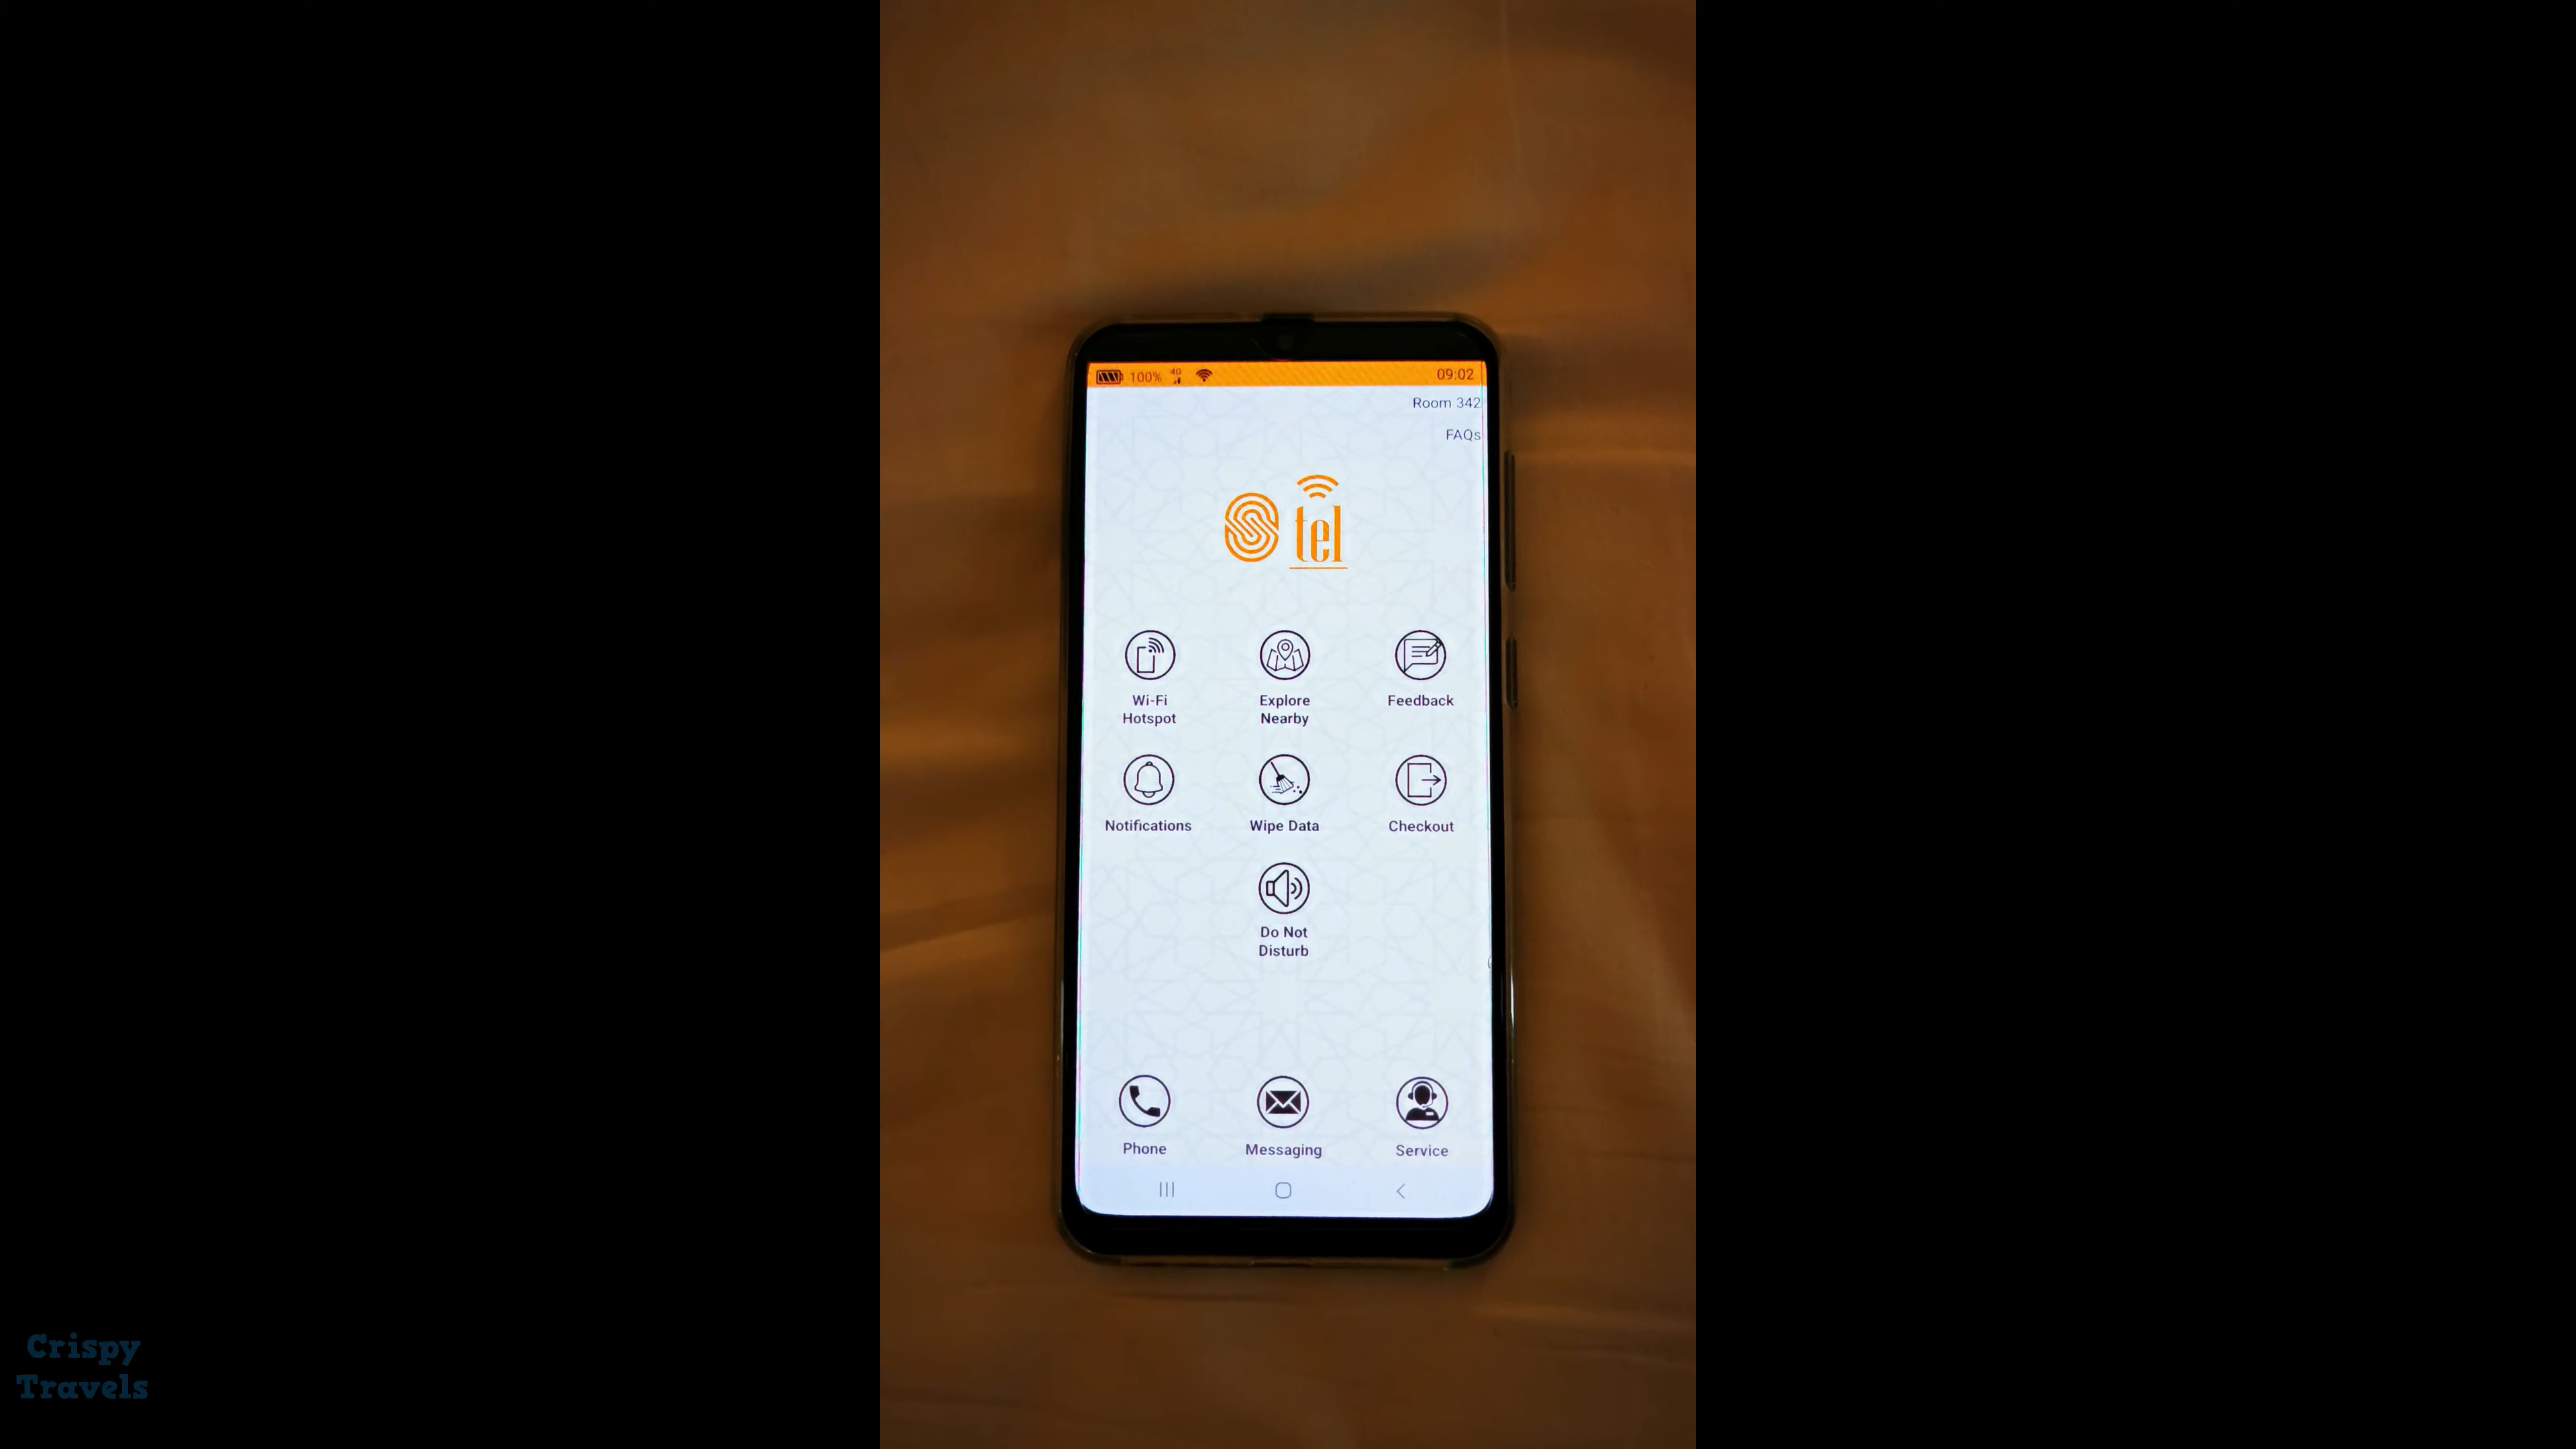 100% 4G 09:02
Room 342
FAQs
S tel
Wi-Fi
Hotspot
Explore
Nearby
Feedback
Notifications
Wipe Data
Checkout
Do Not
Disturb
Phone
Messaging
Service
Crispy
Travels